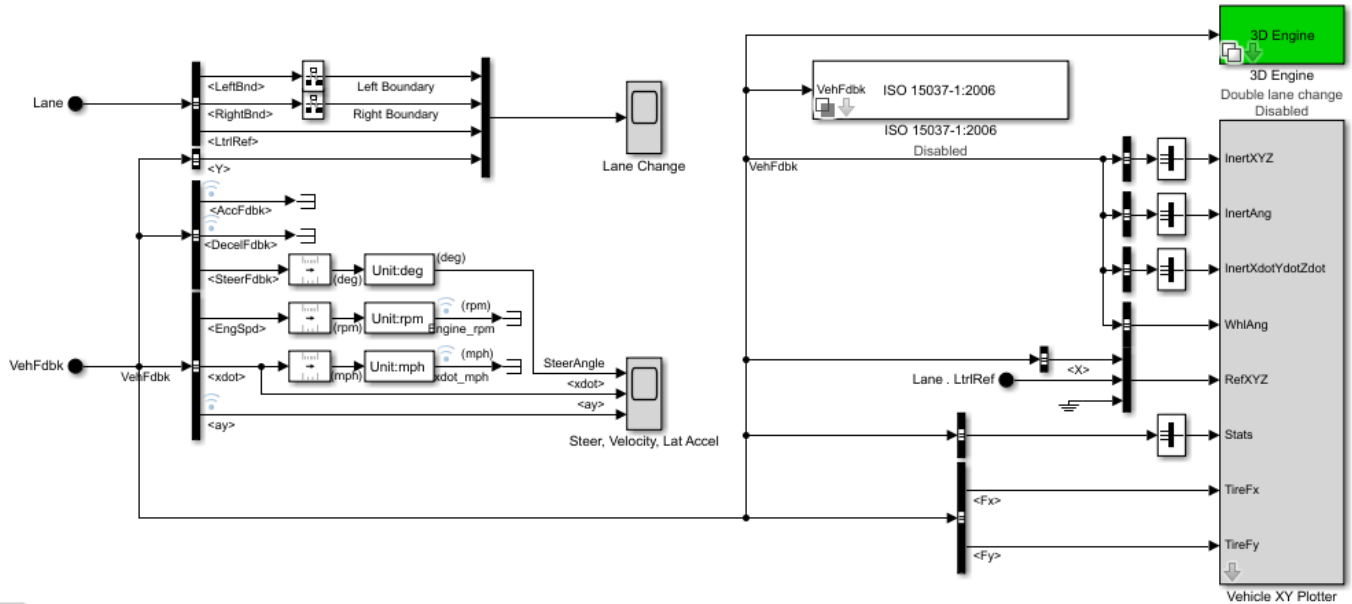 Lane
<LeftBnd>
Left Boundary
<RightBnd>
Right Boundary
<LtrlRef>
<Y>
Lane Change
<AccFdbk>
<DecelFdbk>
<SteerFdbk>
(deg)
Unit:deg
(deg)
<EngSpd>
(rpm)
Unit:rpm
(rpm)
Engine_rpm
VehFdbk
VehFdbk
<xdot>
(mph)
Unit:mph
(mph)
xdot_mph
<ay>
SteerAngle
<xdot>
<ay>
Steer, Velocity, Lat Accel
3D Engine
3D Engine
Double lane change
Disabled
VehFdbk
ISO 15037-1:2006
ISO 15037-1:2006
Disabled
VehFdbk
InertXYZ
InertAng
InertXdotYdotZdot
WhlAng
<X>
Lane . LtrlRef
RefXYZ
Stats
<Fx>
TireFx
<Fy>
TireFy
Vehicle XY Plotter